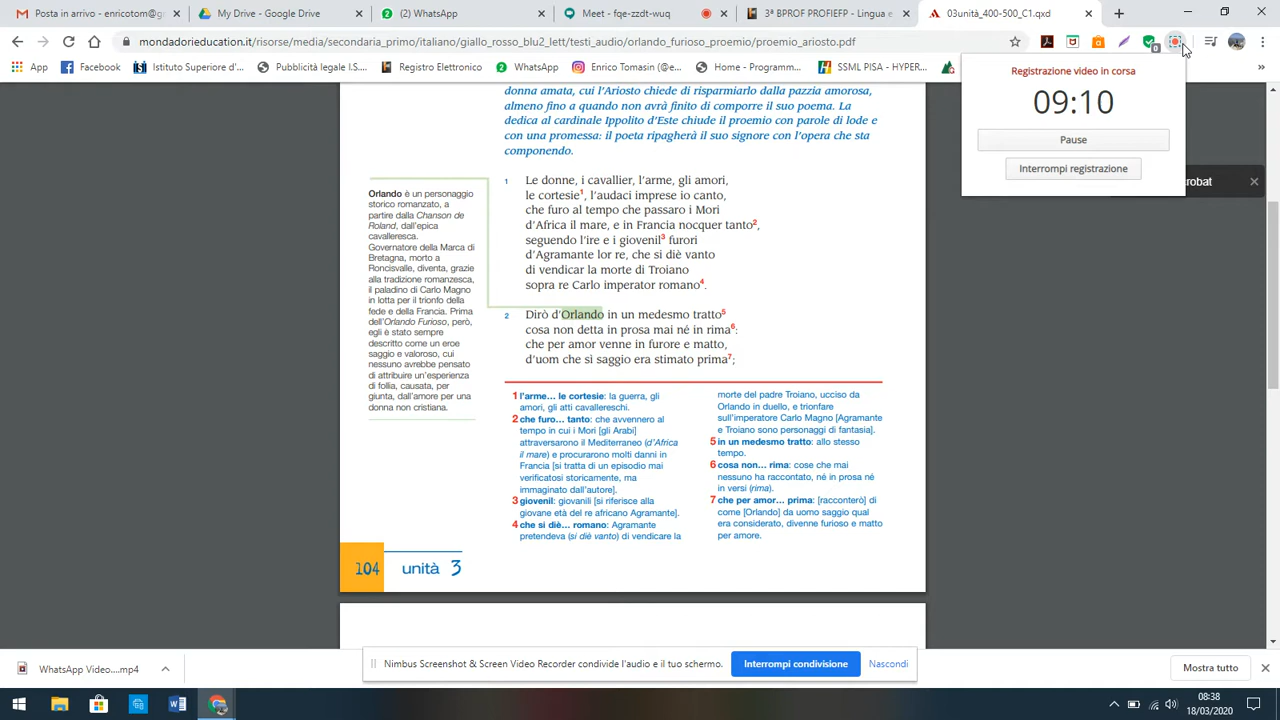 Posta in arrivo - enricotom@g
My Drive - Google Drive
(2) WhatsApp
Meet - fqe-zzdt-wuq
3ª BPROF PROFIEFP - Lingua e
03unità_400-500_C1.qxd
mondadorieducation.it/risorse/media/secondaria_primo/italiano/giallo_rosso_blu2_lett/testi_audio/orlando_furioso_proemio/proemio_ariosto.pdf
App
Facebook
Istituto Superiore d'...
Pubblicità legale I.S....
Registro Elettronico
WhatsApp
Enrico Tomasin (@e...
Home - Programm...
SSML PISA - HYPER...
Registrazione video in corso
09:10
Pause
Interrompi registrazione
crobat
donna amata, cui l'Ariosto chiede di risparmiarlo dalla pazzia amorosa,
almeno fino a quando non avrà finito di comporre il suo poema. La
dedica al cardinale Ippolito d'Este chiude il proemio con parole di lode e
con una promessa: il poeta ripagherà il suo signore con l'opera che sta
componendo.
1 Le donne, i cavallier, l'arme, gli amori,
le cortesie1, l'audaci imprese io canto,
che furo al tempo che passaro i Mori
d'Africa il mare, e in Francia nocquer tanto2,
seguendo l'ire e i giovenil3 furori
d'Agramante lor re, che si diè vanto
di vendicar la morte di Troiano
sopra re Carlo imperator romano4.
2 Dirò d'Orlando in un medesmo tratto5
cosa non detta in prosa mai né in rima6:
che per amor venne in furore e matto,
d'uom che sì saggio era stimato prima7;
Orlando è un personaggio
storico romanzato, a
partire dalla Chanson de
Roland, dall'epica
cavalleresca.
Governatore della Marca di
Bretagna, morto a
Roncisvalle, diventa, grazie
alla tradizione romanzesca,
il paladino di Carlo Magno
in lotta per il trionfo della
fede e della Francia. Prima
dell'Orlando Furioso, però,
egli è stato sempre
descritto come un eroe
saggio e valoroso, cui
nessuno avrebbe pensato
di attribuire un'esperienza
di follia, causata, per
giunta, dall'amore per una
donna non cristiana.
1 l'arme... le cortesie: la guerra, gli
amori, gli atti cavallereschi.
2 che furo... tanto: che avvennero al
tempo in cui i Mori [gli Arabi]
attraversarono il Mediterraneo (d'Africa
il mare) e procurarono molti danni in
Francia [si tratta di un episodio mai
verificatosi storicamente, ma
immaginato dall'autore].
3 giovenil: giovanili [si riferisce alla
giovane età del re africano Agramante].
4 che si diè... romano: Agramante
pretendeva (si diè vanto) di vendicare la
morte del padre Troiano, ucciso da
Orlando in duello, e trionfare
sull'imperatore Carlo Magno [Agramante
e Troiano sono personaggi di fantasia].
5 in un medesmo tratto: allo stesso
tempo.
6 cosa non... rima: cose che mai
nessuno ha raccontato, né in prosa né
in versi (rima).
7 che per amor... prima: [racconterò] di
come [Orlando] da uomo saggio qual
era considerato, divenne furioso e matto
per amore.
104 unità 3
Nimbus Screenshot & Screen Video Recorder condivide l'audio e il tuo schermo.
Interrompi condivisione
Nascondi
WhatsApp Video....mp4
Mostra tutto
08:38
18/03/2020